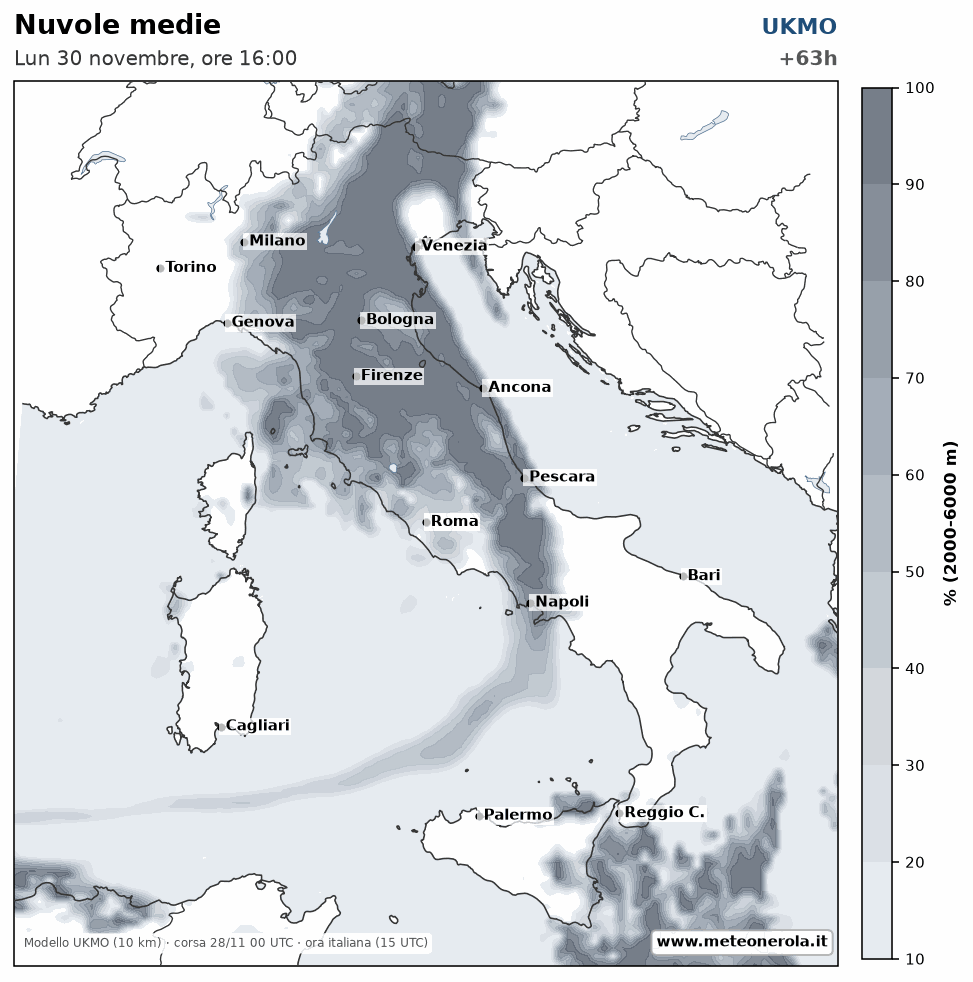 Nuvole medie
UKMO
Lun 30 novembre, ore 16:00
+63h
100
90
80
70
60
50
40
30
20
10
% (2000-6000 m)
Milano
Venezia
Torino
Genova
Bologna
Firenze
Ancona
Pescara
Roma
Bari
Napoli
Cagliari
Palermo
Reggio C.
Modello UKMO (10 km) · corsa 28/11 00 UTC · ora italiana (15 UTC)
www.meteonerola.it